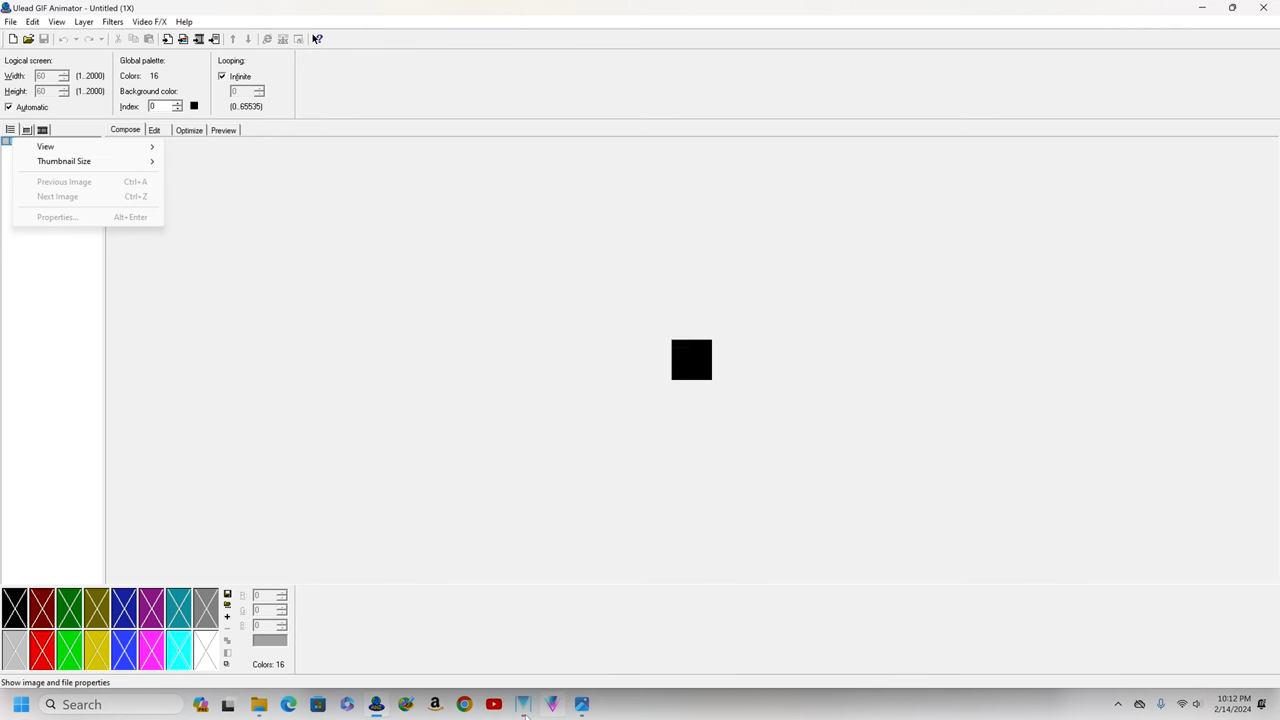 Ulead GIF Animator - Untitled (1X)
File Edit View Layer Filters Video F/X Help
Logical screen: Global palette: Looping:
Width: 60 (1..2000) Colors: 16 Infinite
Height: 60 (1..2000) Background color: 0
Automatic Index: 0 (0..65535)
Compose Edit Optimize Preview
View
Thumbnail Size
Previous Image Ctrl+A
Next Image Ctrl+Z
Properties... Alt+Enter
R: 0
G: 0
B: 0
Colors: 16
Show image and file properties
Search
PRE
10:12 PM
2/14/2024